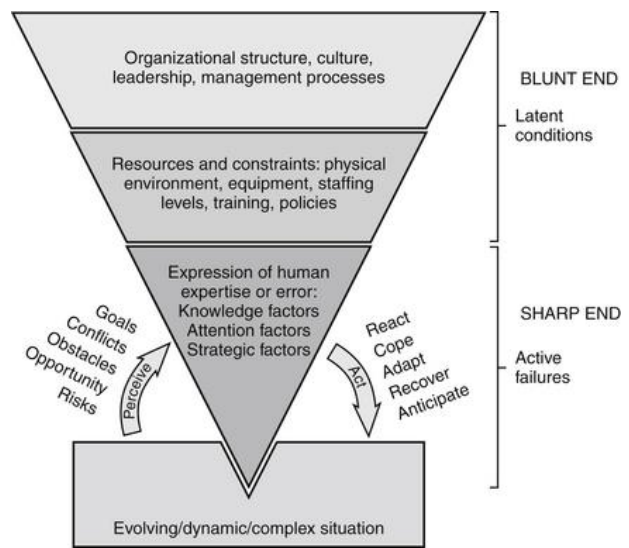 Organizational structure, culture,
leadership, management processes
BLUNT END
Latent
conditions
Resources and constraints: physical
environment, equipment, staffing
levels, training, policies
Expression of human
expertise or error:
Knowledge factors
Attention factors
Strategic factors
Goals
Conflicts
Obstacles
Opportunity
Risks
Perceive
Act
React
Cope
Adapt
Recover
Anticipate
SHARP END
Active
failures
Evolving/dynamic/complex situation